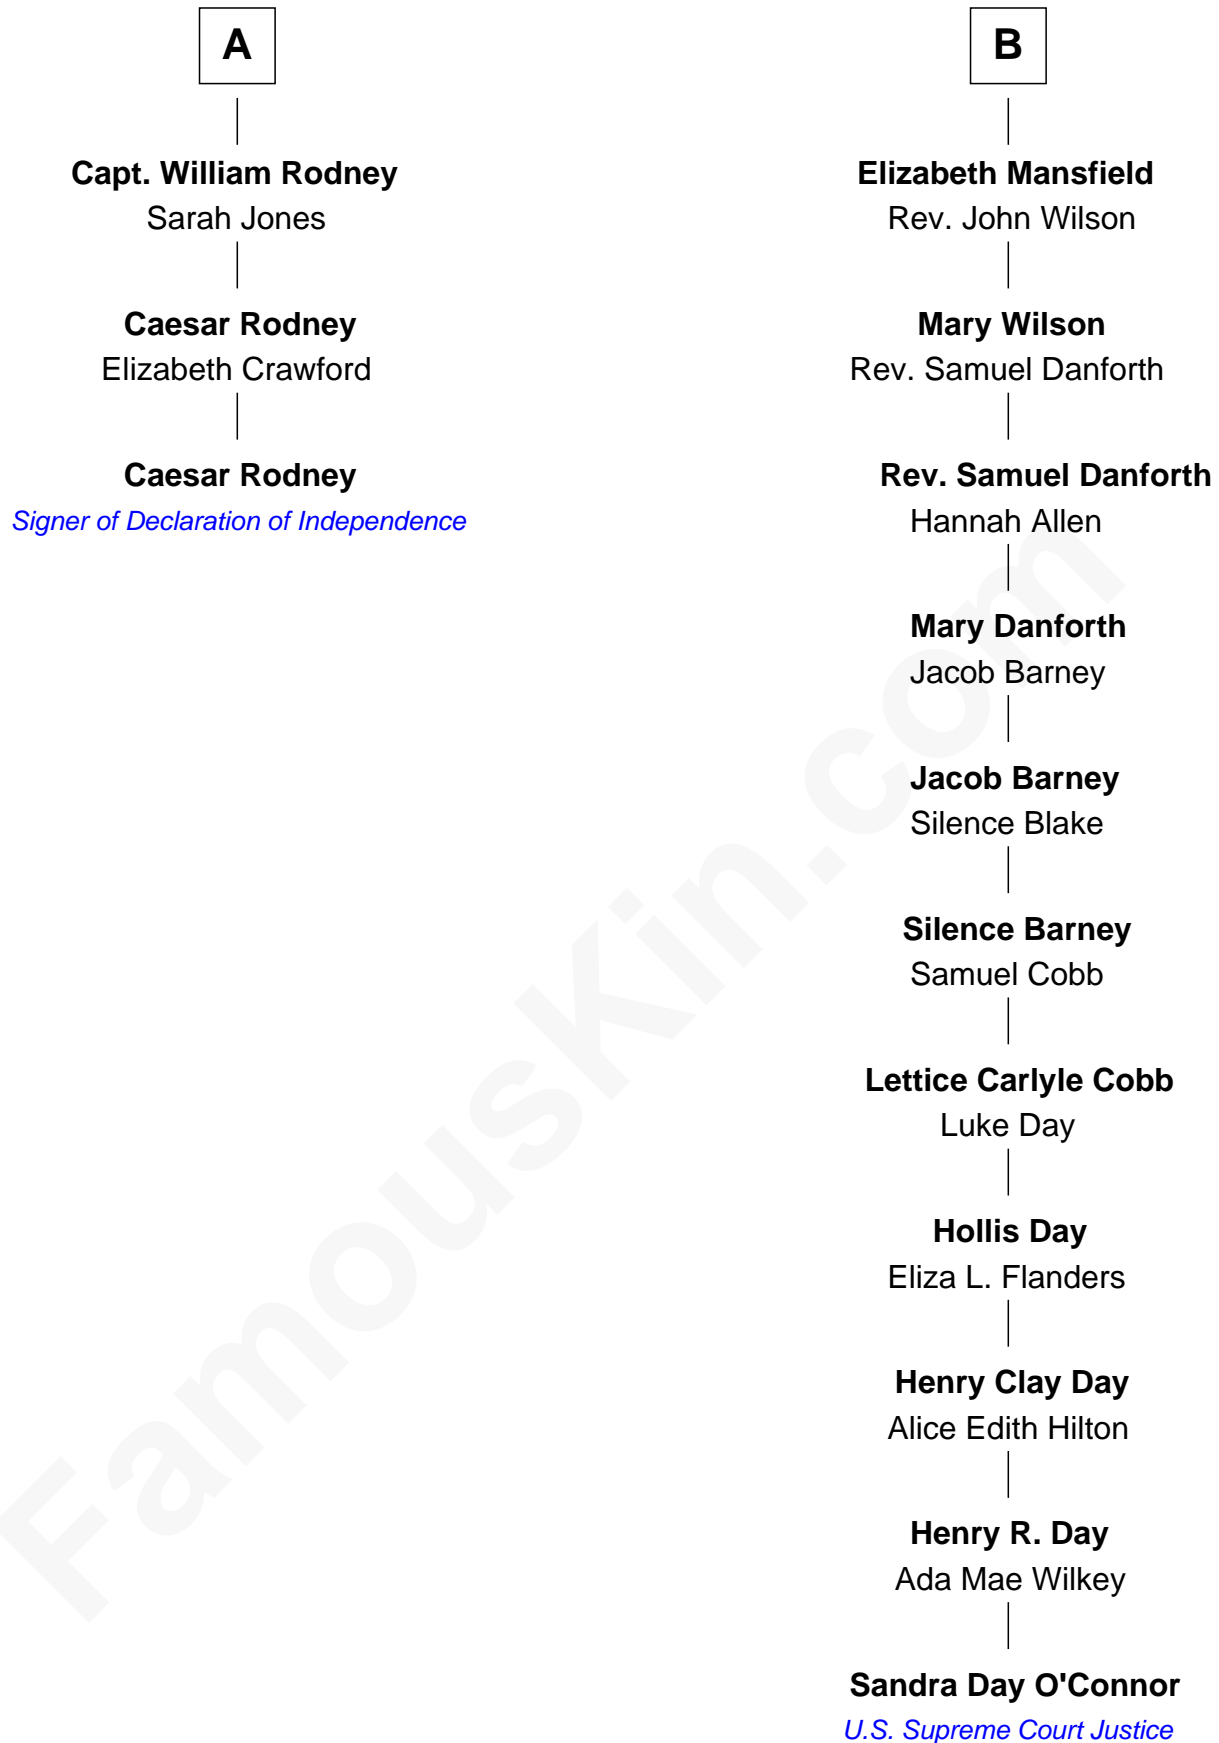 A
Capt. William Rodney
Sarah Jones
Caesar Rodney
Elizabeth Crawford
Caesar Rodney
Signer of Declaration of Independence
B
Elizabeth Mansfield
Rev. John Wilson
Mary Wilson
Rev. Samuel Danforth
Rev. Samuel Danforth
Hannah Allen
Mary Danforth
Jacob Barney
Jacob Barney
Silence Blake
Silence Barney
Samuel Cobb
Lettice Carlyle Cobb
Luke Day
Hollis Day
Eliza L. Flanders
Henry Clay Day
Alice Edith Hilton
Henry R. Day
Ada Mae Wilkey
Sandra Day O'Connor
U.S. Supreme Court Justice
FamousKin.com